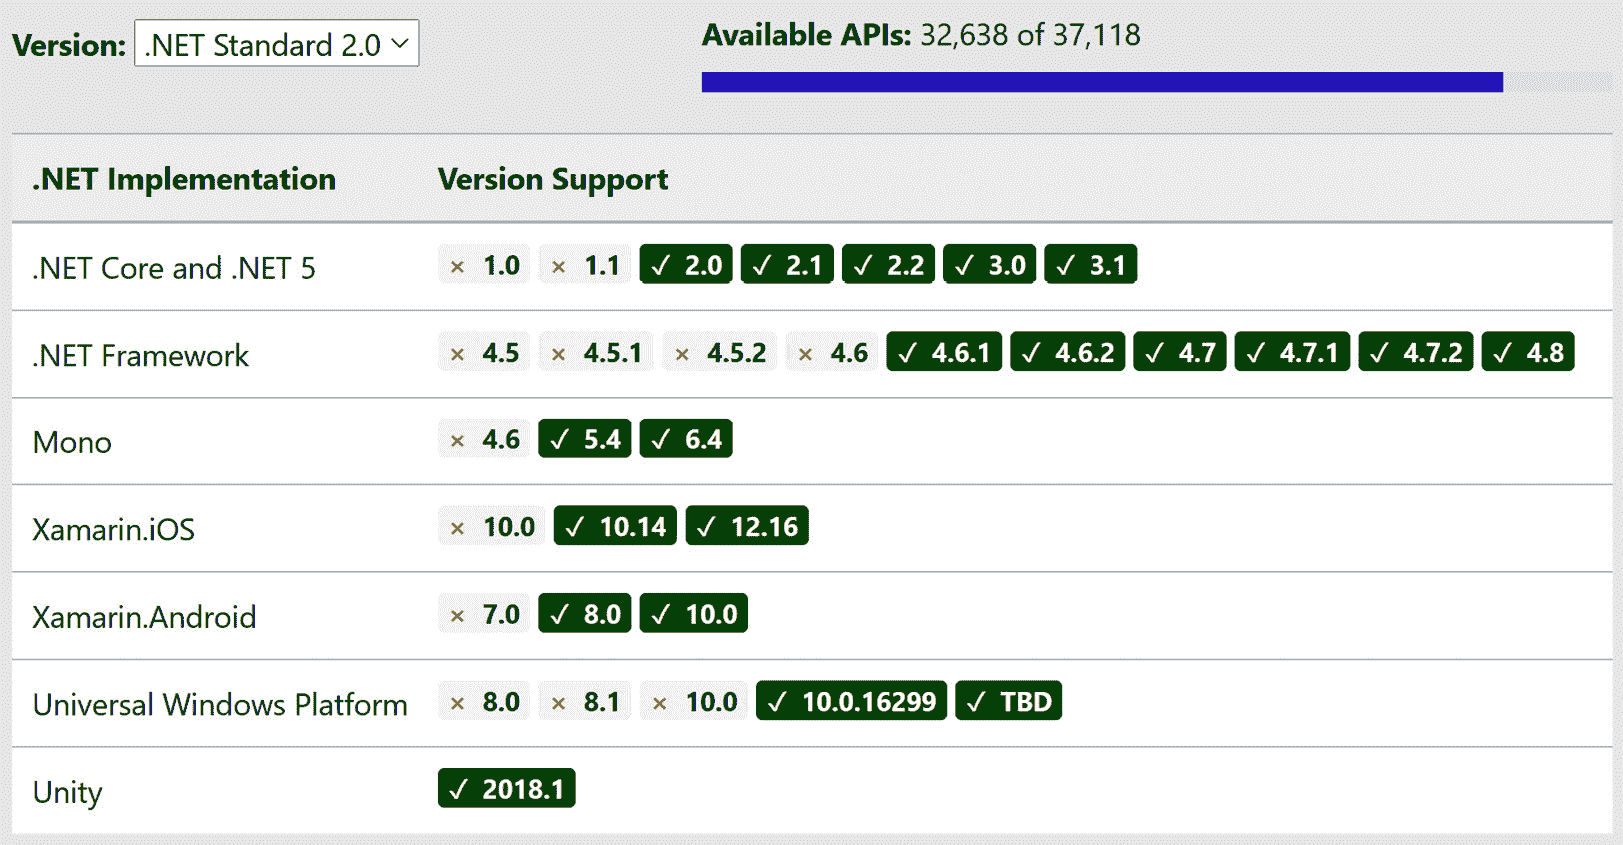 Version: .NET Standard 2.0
Available APIs: 32,638 of 37,118
.NET Implementation Version Support
.NET Core and .NET 5 × 1.0 × 1.1 ✓ 2.0 ✓ 2.1 ✓ 2.2 ✓ 3.0 ✓ 3.1
.NET Framework × 4.5 × 4.5.1 × 4.5.2 × 4.6 ✓ 4.6.1 ✓ 4.6.2 ✓ 4.7 ✓ 4.7.1 ✓ 4.7.2 ✓ 4.8
Mono × 4.6 ✓ 5.4 ✓ 6.4
Xamarin.iOS × 10.0 ✓ 10.14 ✓ 12.16
Xamarin.Android × 7.0 ✓ 8.0 ✓ 10.0
Universal Windows Platform × 8.0 × 8.1 × 10.0 ✓ 10.0.16299 ✓ TBD
Unity ✓ 2018.1